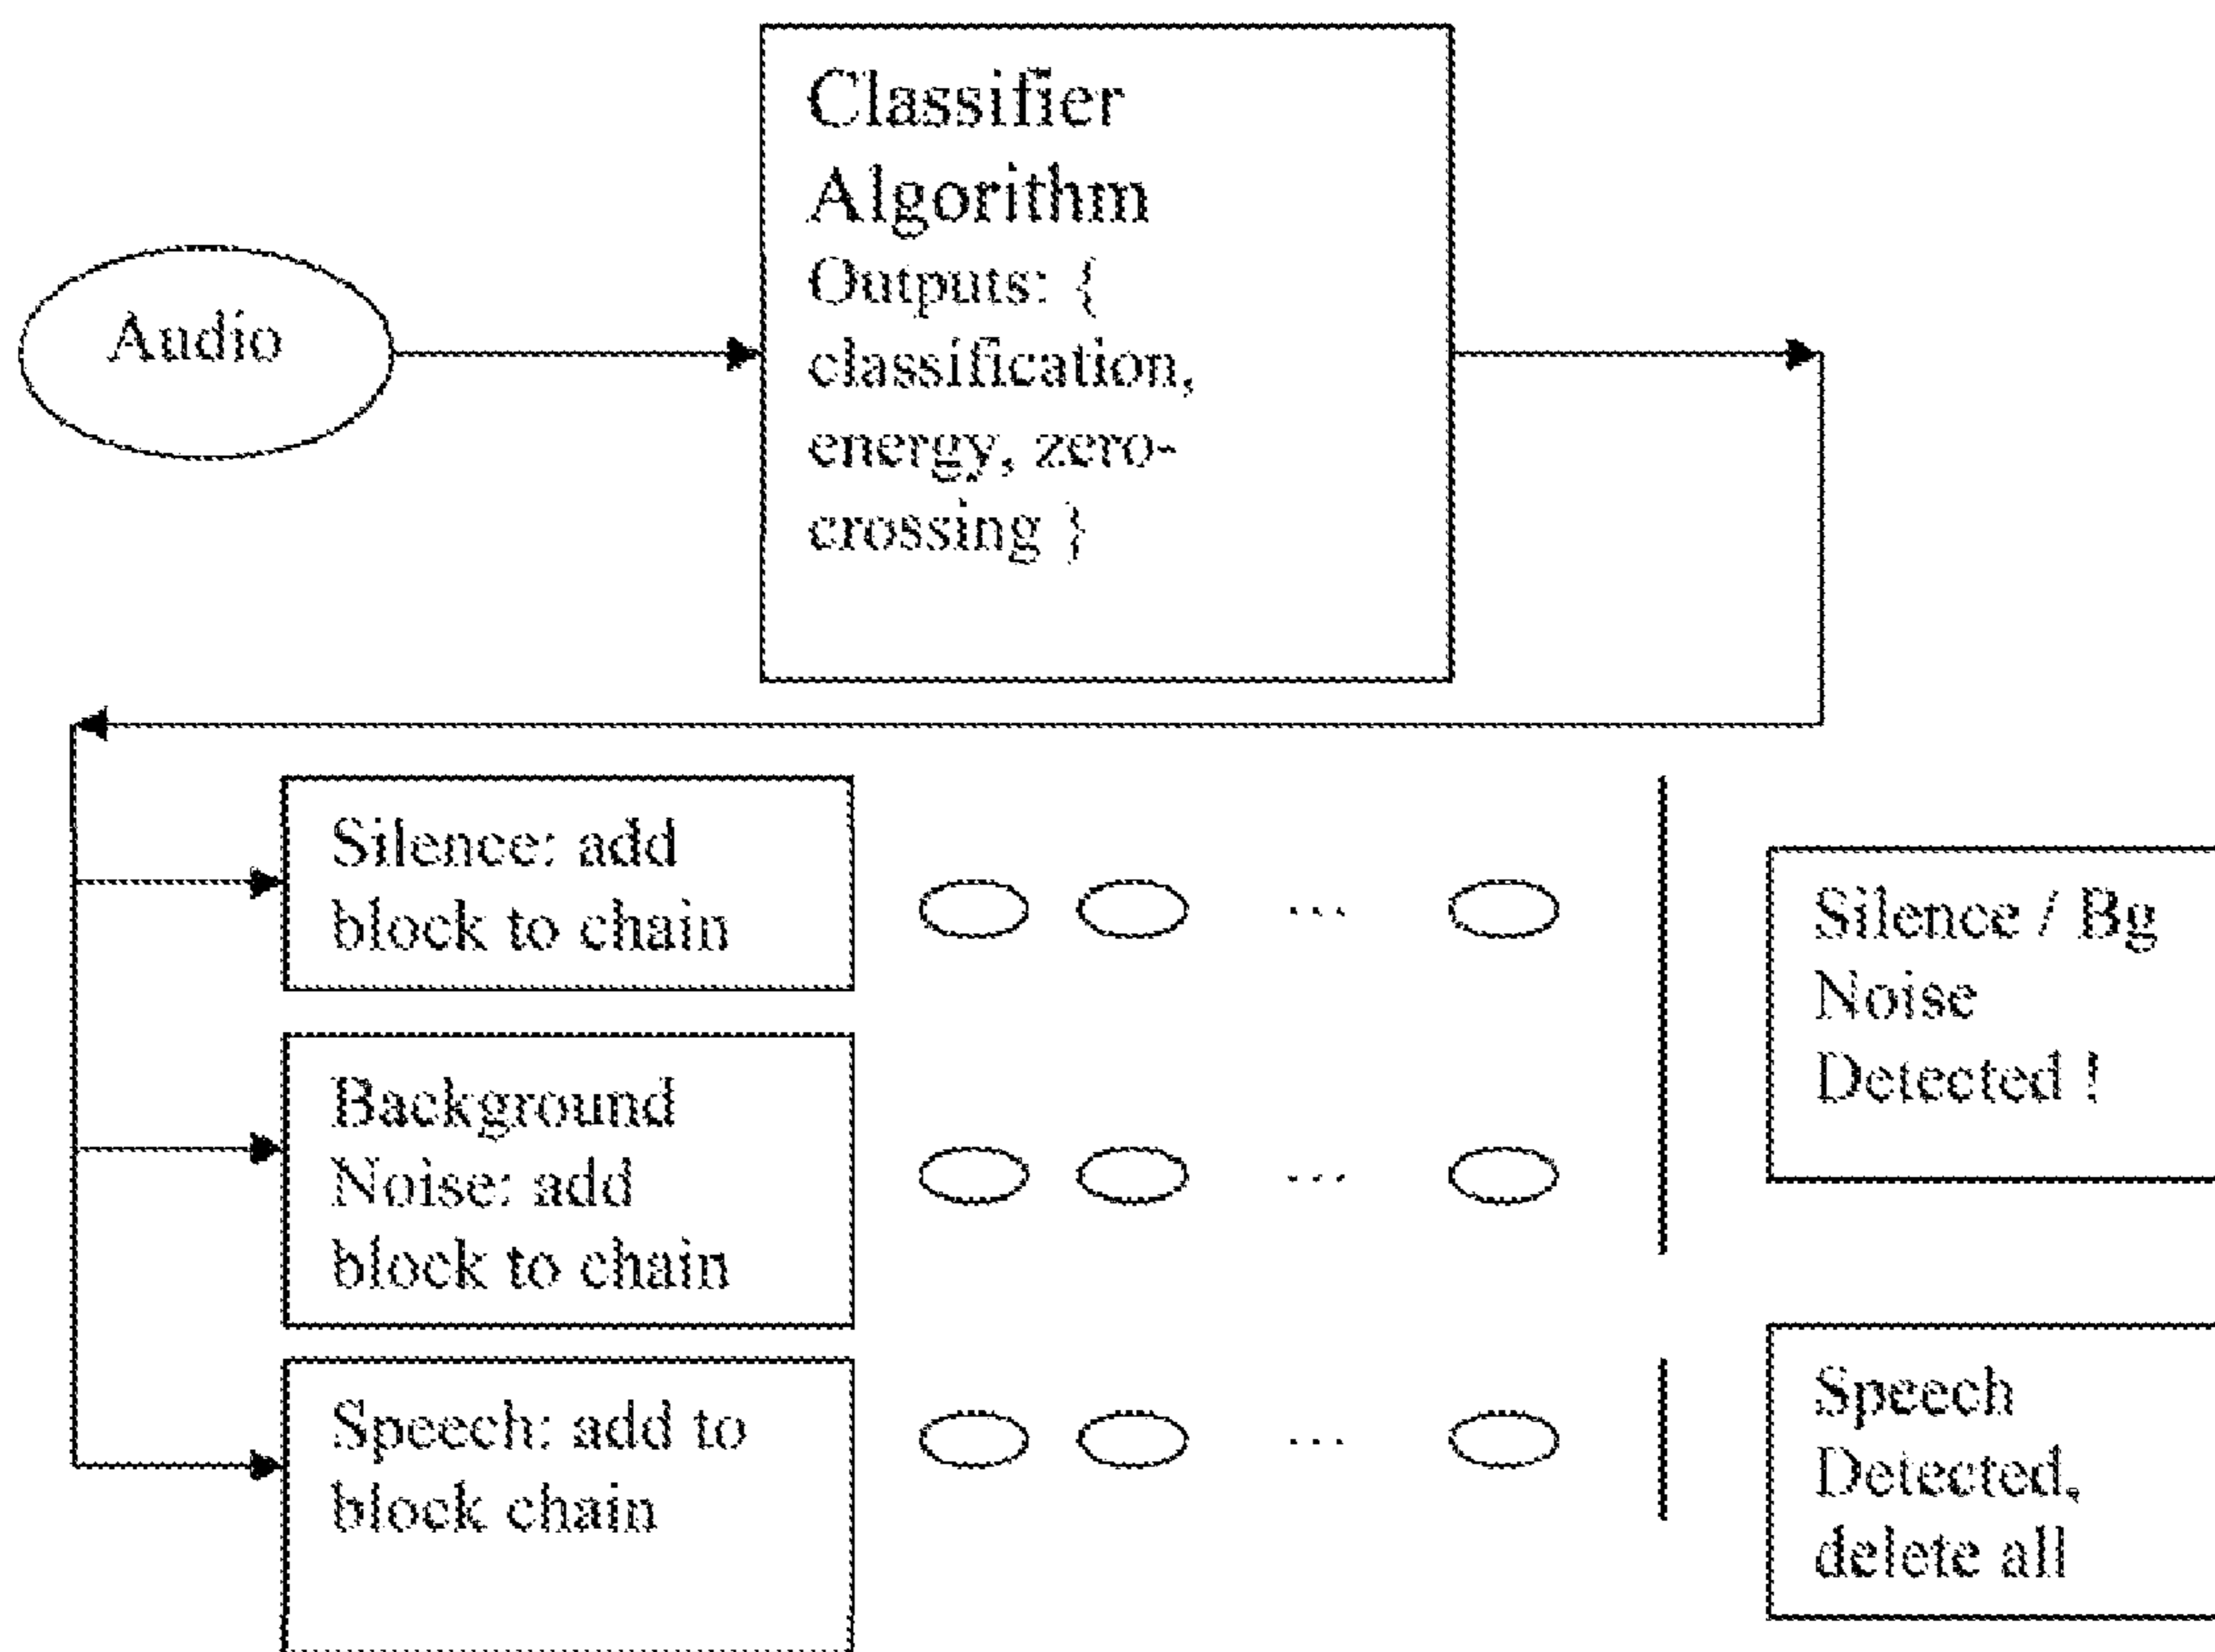 Classifier
Algorithm
Outputs: {
classification,
energy, zero-
crossing }
Audio
Silence: add
block to chain
...
Silence / Bg
Noise
Detected !
Background
Noise: add
block to chain
...
Speech: add to
block chain
...
Speech
Detected,
delete all